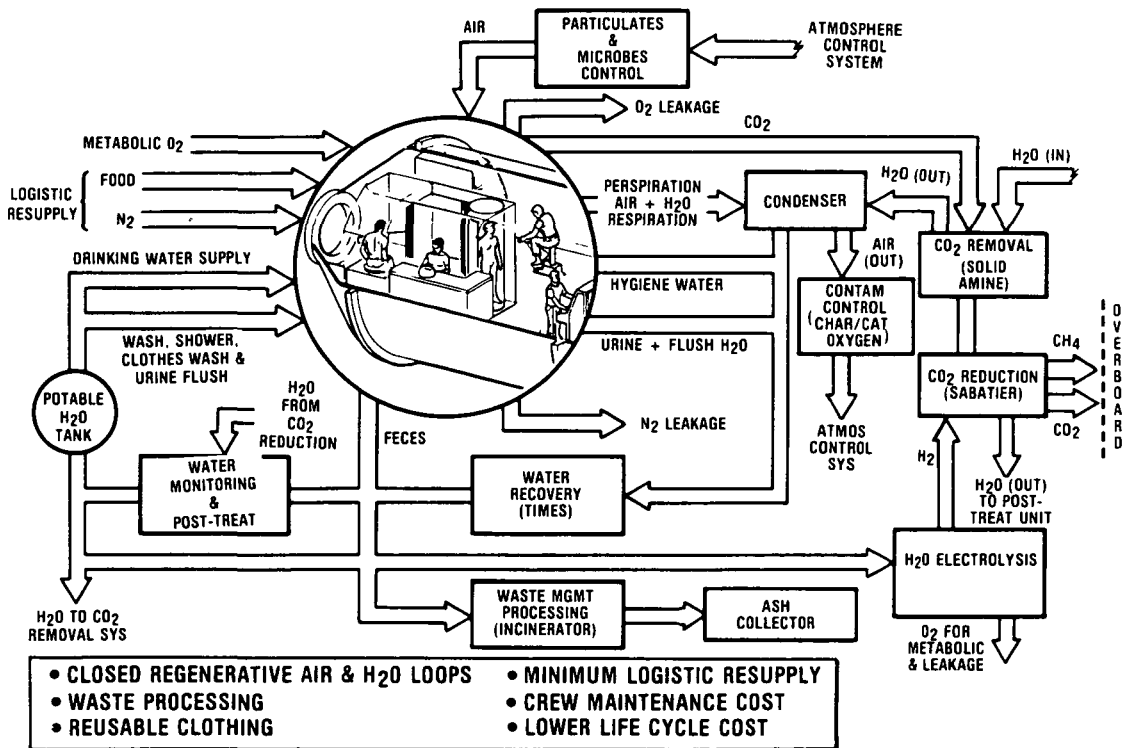 AIR
PARTICULATES
&
MICROBES
CONTROL
ATMOSPHERE
CONTROL
SYSTEM
O2 LEAKAGE
CO2
METABOLIC O2
LOGISTIC
RESUPPLY
FOOD
N2
H2O (IN)
H2O (OUT)
PERSPIRATION
AIR + H2O
RESPIRATION
CONDENSER
CO2 REMOVAL
(SOLID
AMINE)
AIR
(OUT)
DRINKING WATER SUPPLY
HYGIENE WATER
CONTAM
CONTROL
(CHAR/CAT
OXYGEN)
OVERBOARD
WASH, SHOWER,
CLOTHES WASH &
URINE FLUSH
URINE + FLUSH H2O
CH4
CO2 REDUCTION
(SABATIER)
CO2
POTABLE
H2O
TANK
H2O
FROM
CO2
REDUCTION
FECES
N2 LEAKAGE
ATMOS
CONTROL
SYS
H2
H2O (OUT)
TO POST-
TREAT UNIT
WATER
MONITORING
&
POST-TREAT
WATER
RECOVERY
(TIMES)
H2O ELECTROLYSIS
H2O TO CO2
REMOVAL SYS
WASTE MGMT
PROCESSING
(INCINERATOR)
ASH
COLLECTOR
O2 FOR
METABOLIC
& LEAKAGE
• CLOSED REGENERATIVE AIR & H2O LOOPS
• WASTE PROCESSING
• REUSABLE CLOTHING
• MINIMUM LOGISTIC RESUPPLY
• CREW MAINTENANCE COST
• LOWER LIFE CYCLE COST